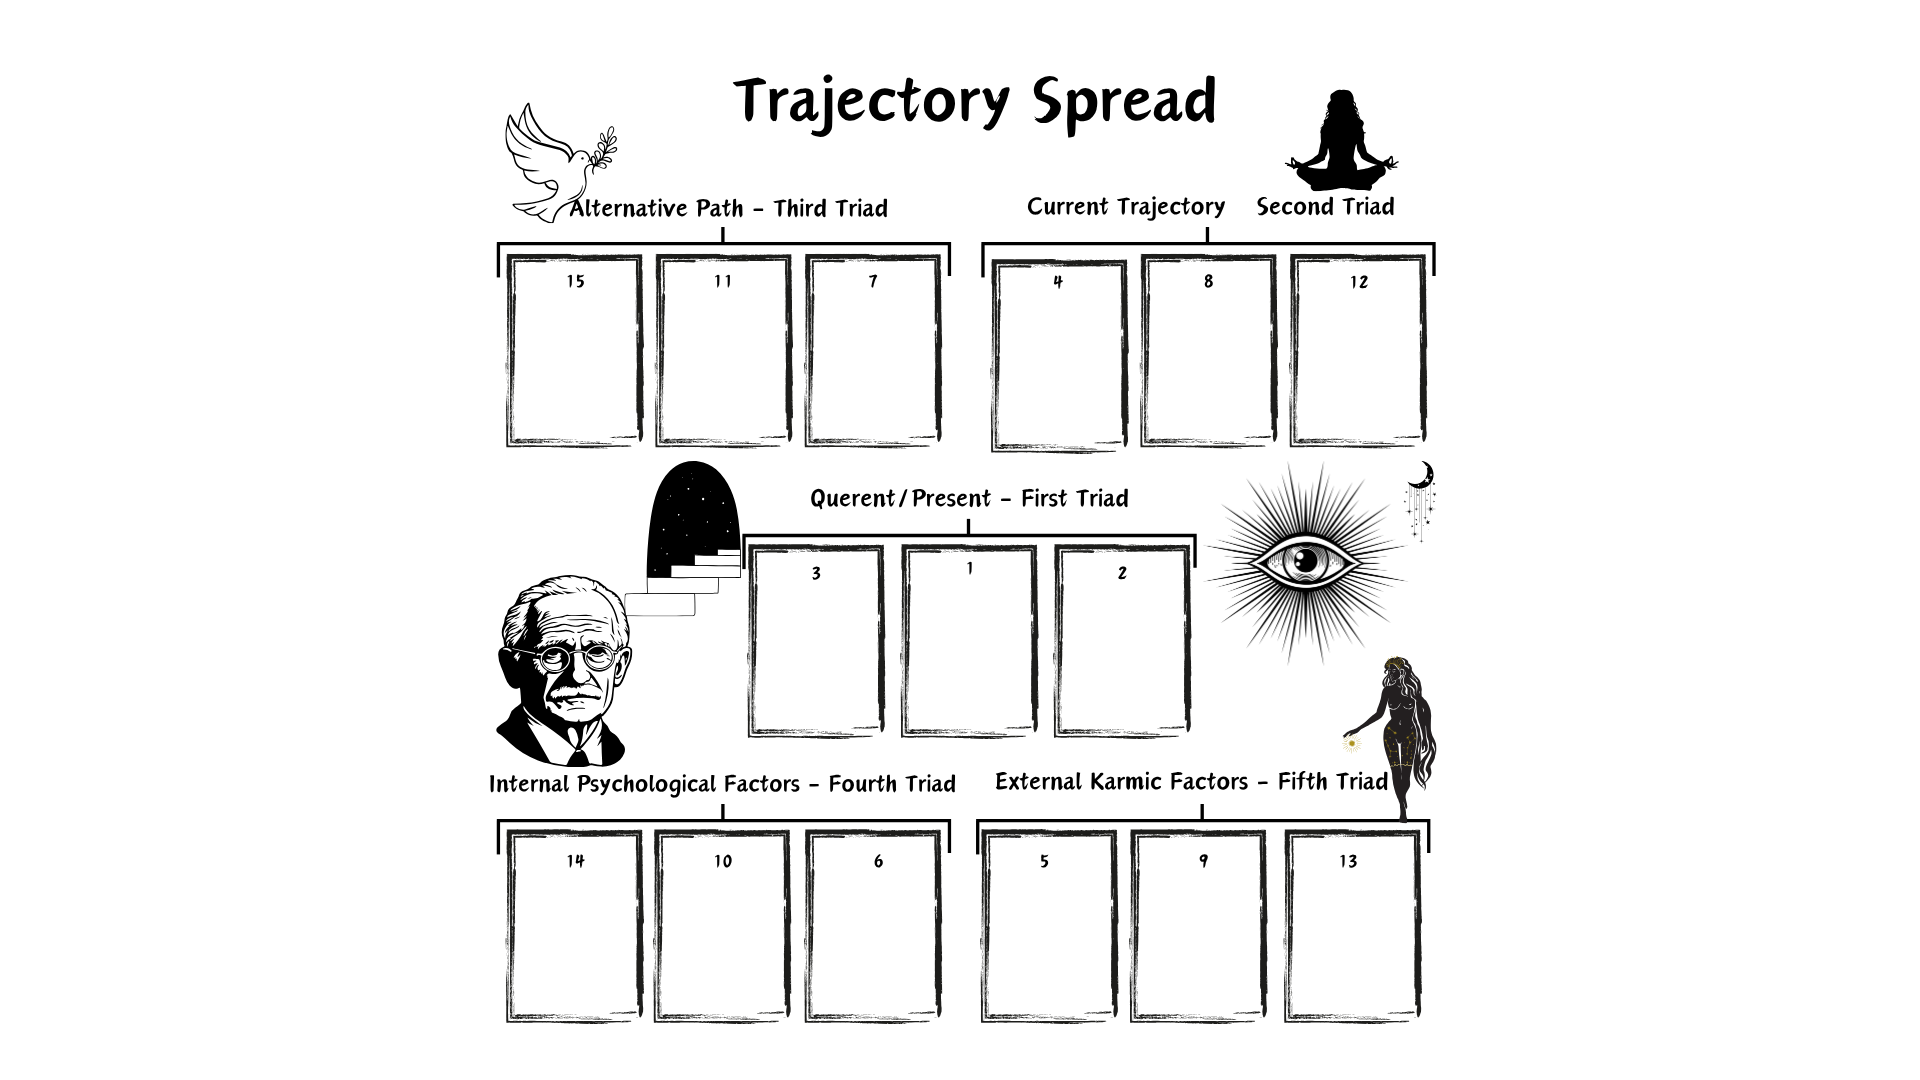 Trajectory Spread
Alternative Path - Third Triad
Current Trajectory Second Triad
15 11 7
4 8 12
Querent/Present - First Triad
3 1 2
Internal Psychological Factors - Fourth Triad
External Karmic Factors - Fifth Triad
14 10 6
5 9 13